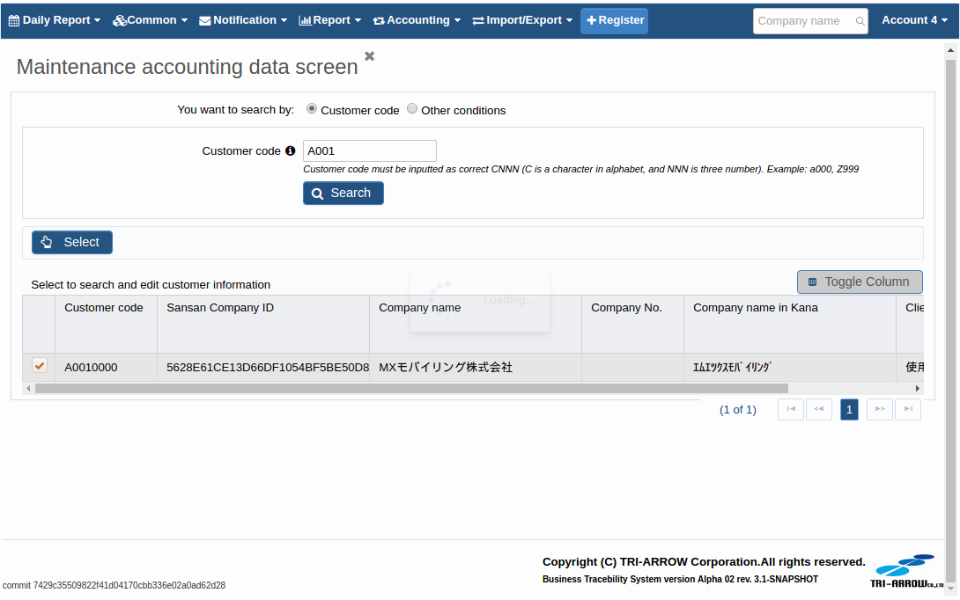 Daily Report Common Notification Report Accounting Import/Export Register Company name Account 4
Maintenance accounting data screen
You want to search by: Customer code Other conditions
Customer code A001
Customer code must be inputted as correct CNNN (C is a character in alphabet, and NNN is three number). Example: a000, Z999
Search
Select
Select to search and edit customer information Toggle Column
Loading...
Customer code Sansan Company ID Company name Company No. Company name in Kana Clie
A0010000 5628E61CE13D66DF1054BF5BE50D8 MXモバイリング株式会社 ｴﾑｴｯｸｽﾓﾊﾞｲﾘﾝｸﾞ 使用
(1 of 1) 1
Copyright (C) TRI-ARROW Corporation.All rights reserved.
Business Tracebility System version Alpha 02 rev. 3.1-SNAPSHOT
TRI-ARROW Co.,LTD
commit 7429c35509822f41d04170cbb336e02a0ad62d28